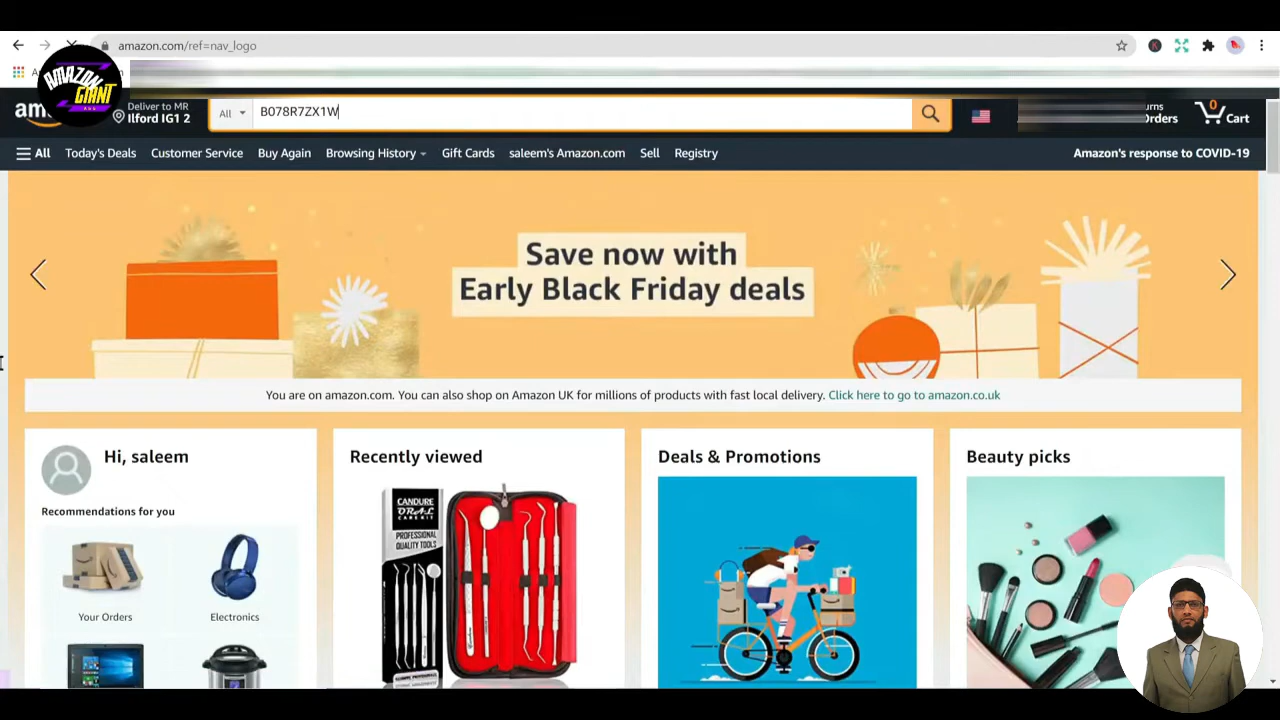 amazon.com/ref=nav_logo
AMAZON
GIANT
Deliver to MR
Ilford IG1 2
All
B078R7ZX1W
Orders
0
Cart
All
Today's Deals
Customer Service
Buy Again
Browsing History
Gift Cards
saleem's Amazon.com
Sell
Registry
Amazon's response to COVID-19
Save now with
Early Black Friday deals
You are on amazon.com. You can also shop on Amazon UK for millions of products with fast local delivery. Click here to go to amazon.co.uk
Hi, saleem
Recommendations for you
Your Orders
Electronics
Recently viewed
CANDURE
ORAL
CARE KIT
PROFESSIONAL
QUALITY TOOLS
Deals & Promotions
Beauty picks